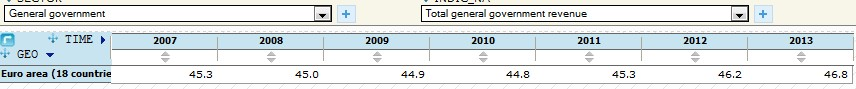 General government Total general government revenue
TIME 2007 2008 2009 2010 2011 2012 2013
GEO
Euro area (18 countrie 45.3 45.0 44.9 44.8 45.3 46.2 46.8